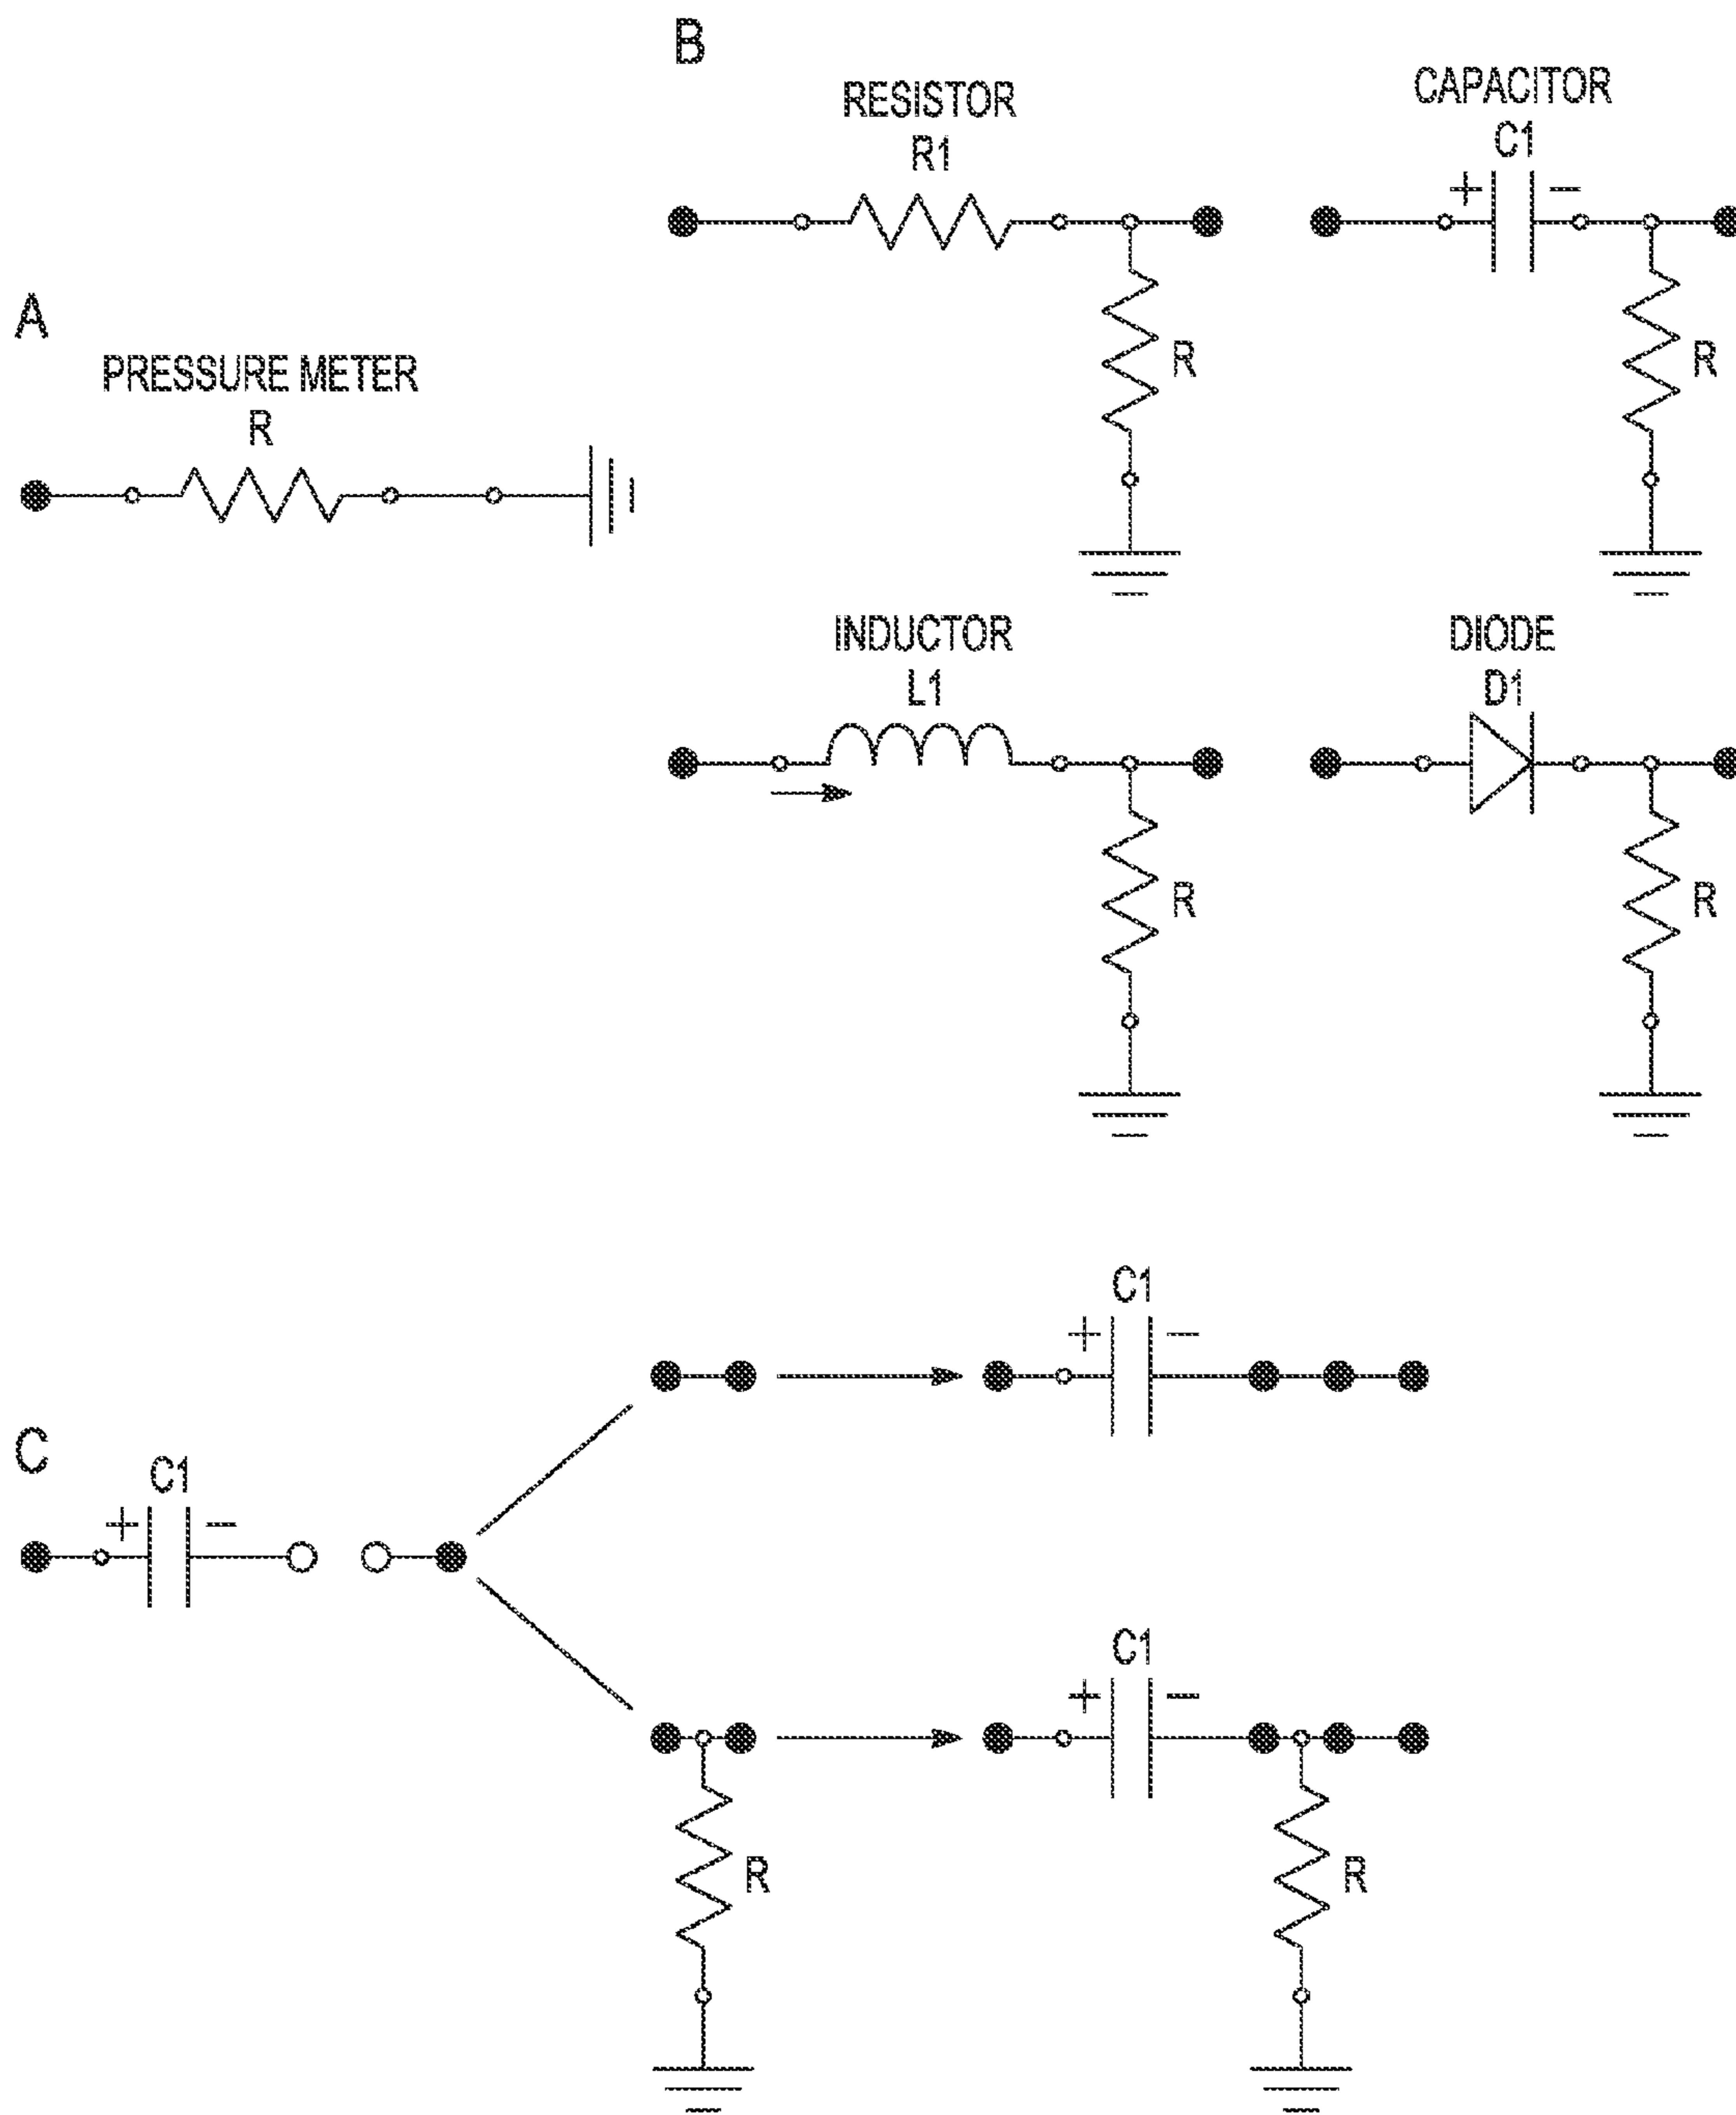 A
PRESSURE METER
R
B
RESISTOR
R1
R
CAPACITOR
C1
+ −
R
INDUCTOR
L1
R
DIODE
D1
R
C
C1
+ −
C1
+ −
R
C1
+ −
R